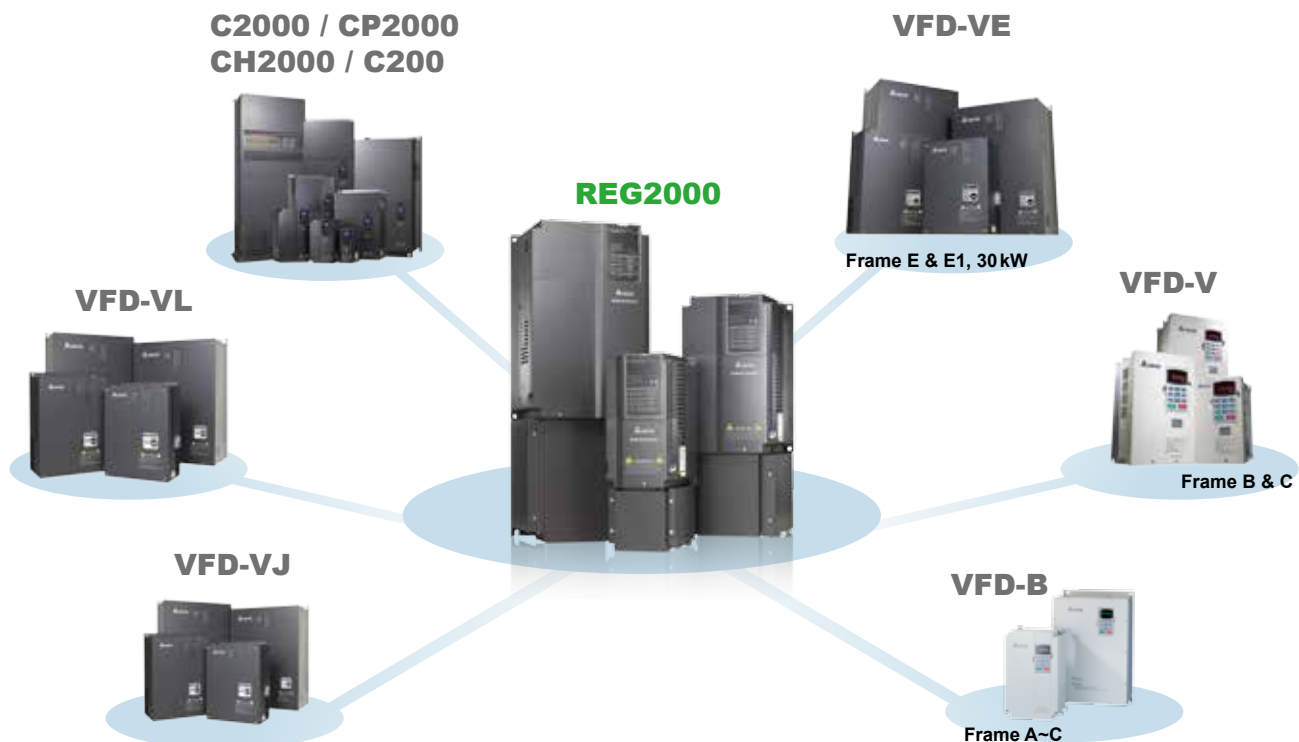 C2000 / CP2000
CH2000 / C200
VFD-VE
REG2000
Frame E & E1, 30 kW
VFD-VL
VFD-V
Frame B & C
VFD-VJ
VFD-B
Frame A~C